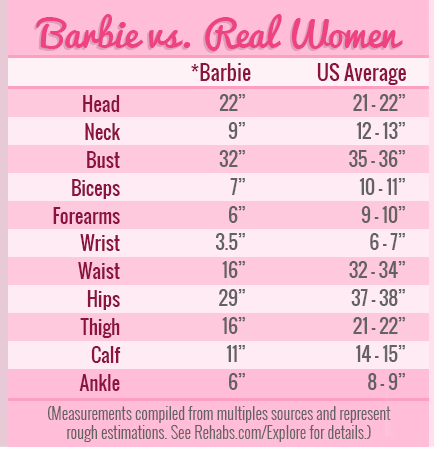 Barbie vs. Real Women
*Barbie US Average
Head 22” 21 - 22”
Neck 9” 12 - 13”
Bust 32” 35 - 36”
Biceps 7” 10 - 11”
Forearms 6” 9 - 10”
Wrist 3.5” 6 - 7”
Waist 16” 32 - 34”
Hips 29” 37 - 38”
Thigh 16” 21 - 22”
Calf 11” 14 - 15”
Ankle 6” 8 - 9”
(Measurements compiled from multiples sources and represent
rough estimations. See Rehabs.com/Explore for details.)